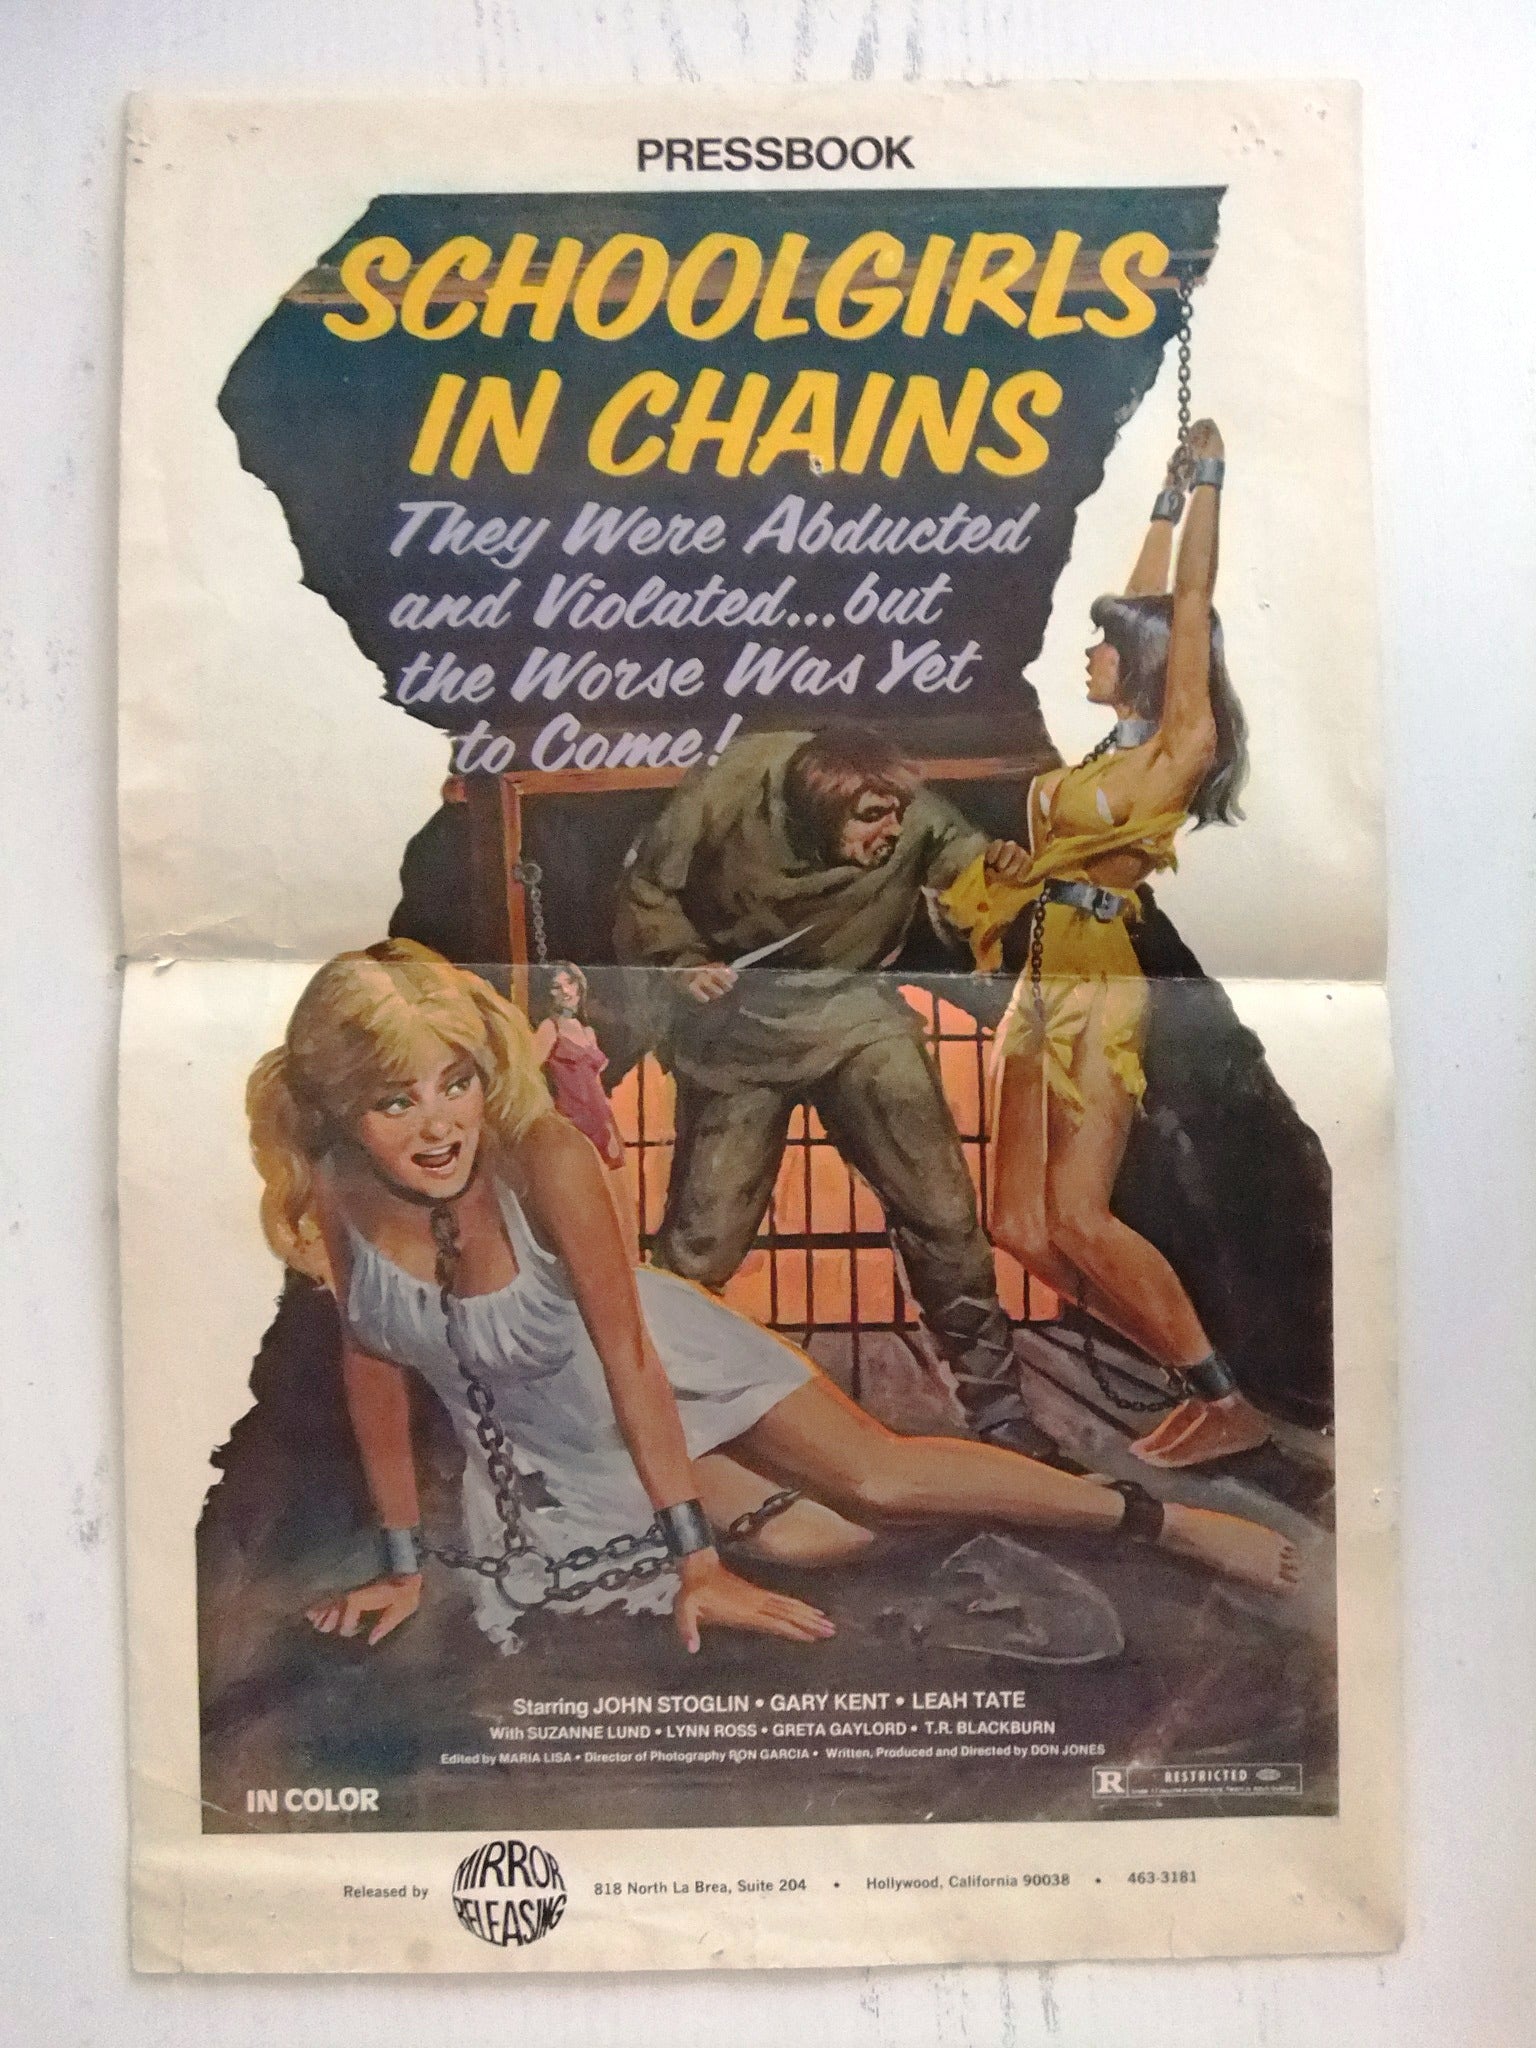 PRESSBOOK
SCHOOLGIRLS
IN CHAINS
They Were Abducted
and Violated...but
the Worse Was Yet
to Come!
Starring JOHN STOGLIN • GARY KENT • LEAH TATE
With SUZANNE LUND • LYNN ROSS • GRETA GAYLORD • T.R. BLACKBURN
Edited by MARIA LISA • Director of Photography RON GARCIA • Written, Produced and Directed by DON JONES
R RESTRICTED
IN COLOR
Released by MIRROR RELEASING 818 North La Brea, Suite 204 • Hollywood, California 90038 • 463-3181